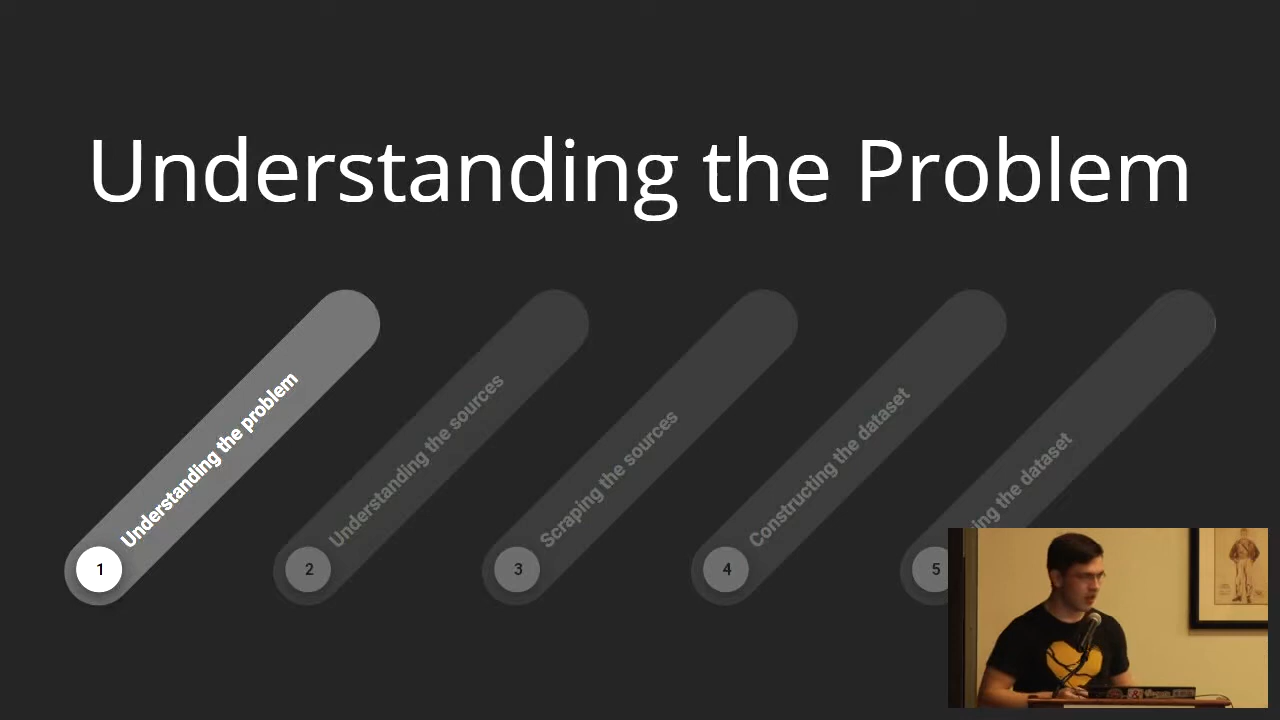 Understanding the Problem
1 Understanding the problem
2 Understanding the sources
3 Scraping the sources
4 Constructing the dataset
5 the dataset